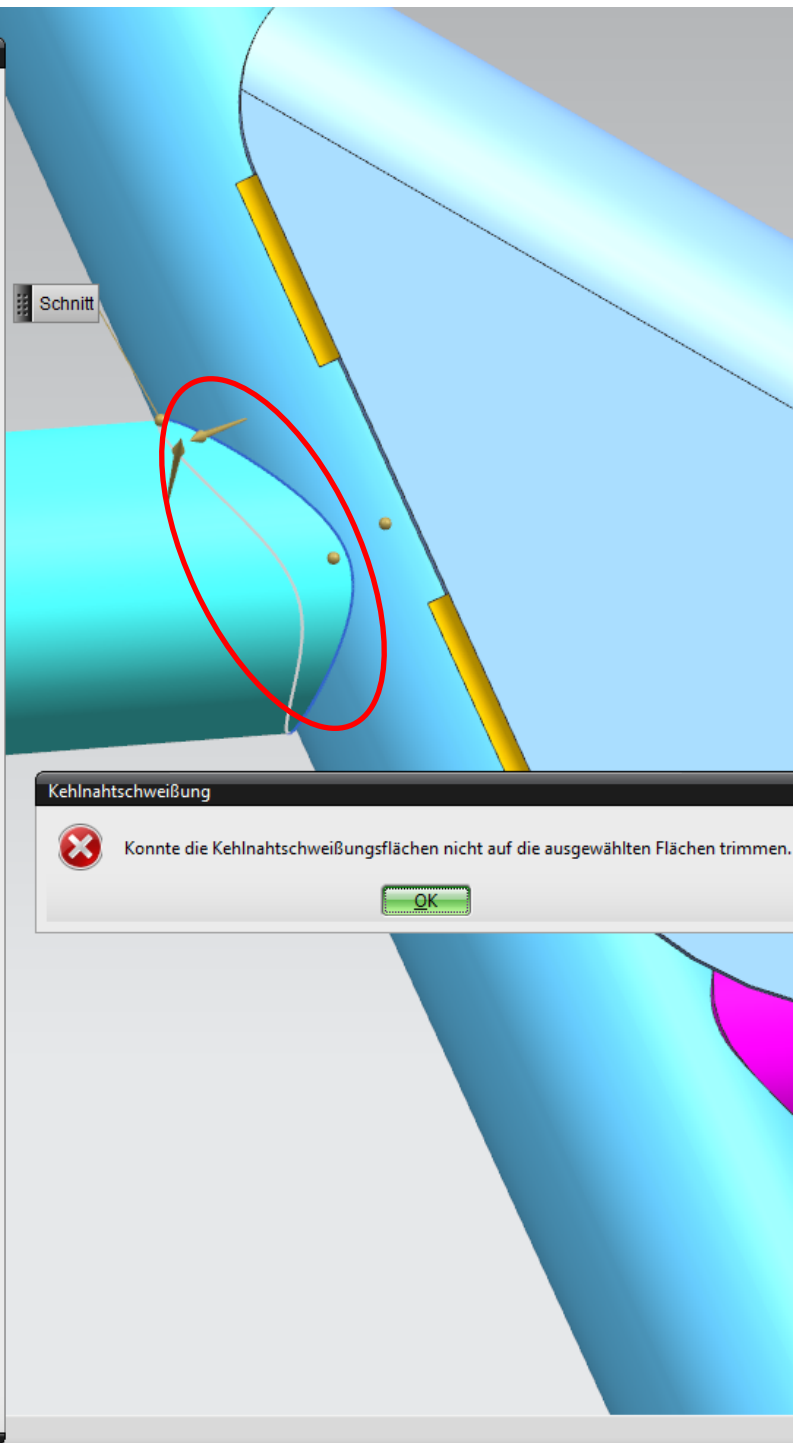 Schnitt
Kehlnahtschweißung
Konnte die Kehlnahtschweißungsflächen nicht auf die ausgewählten Flächen trimmen.
OK